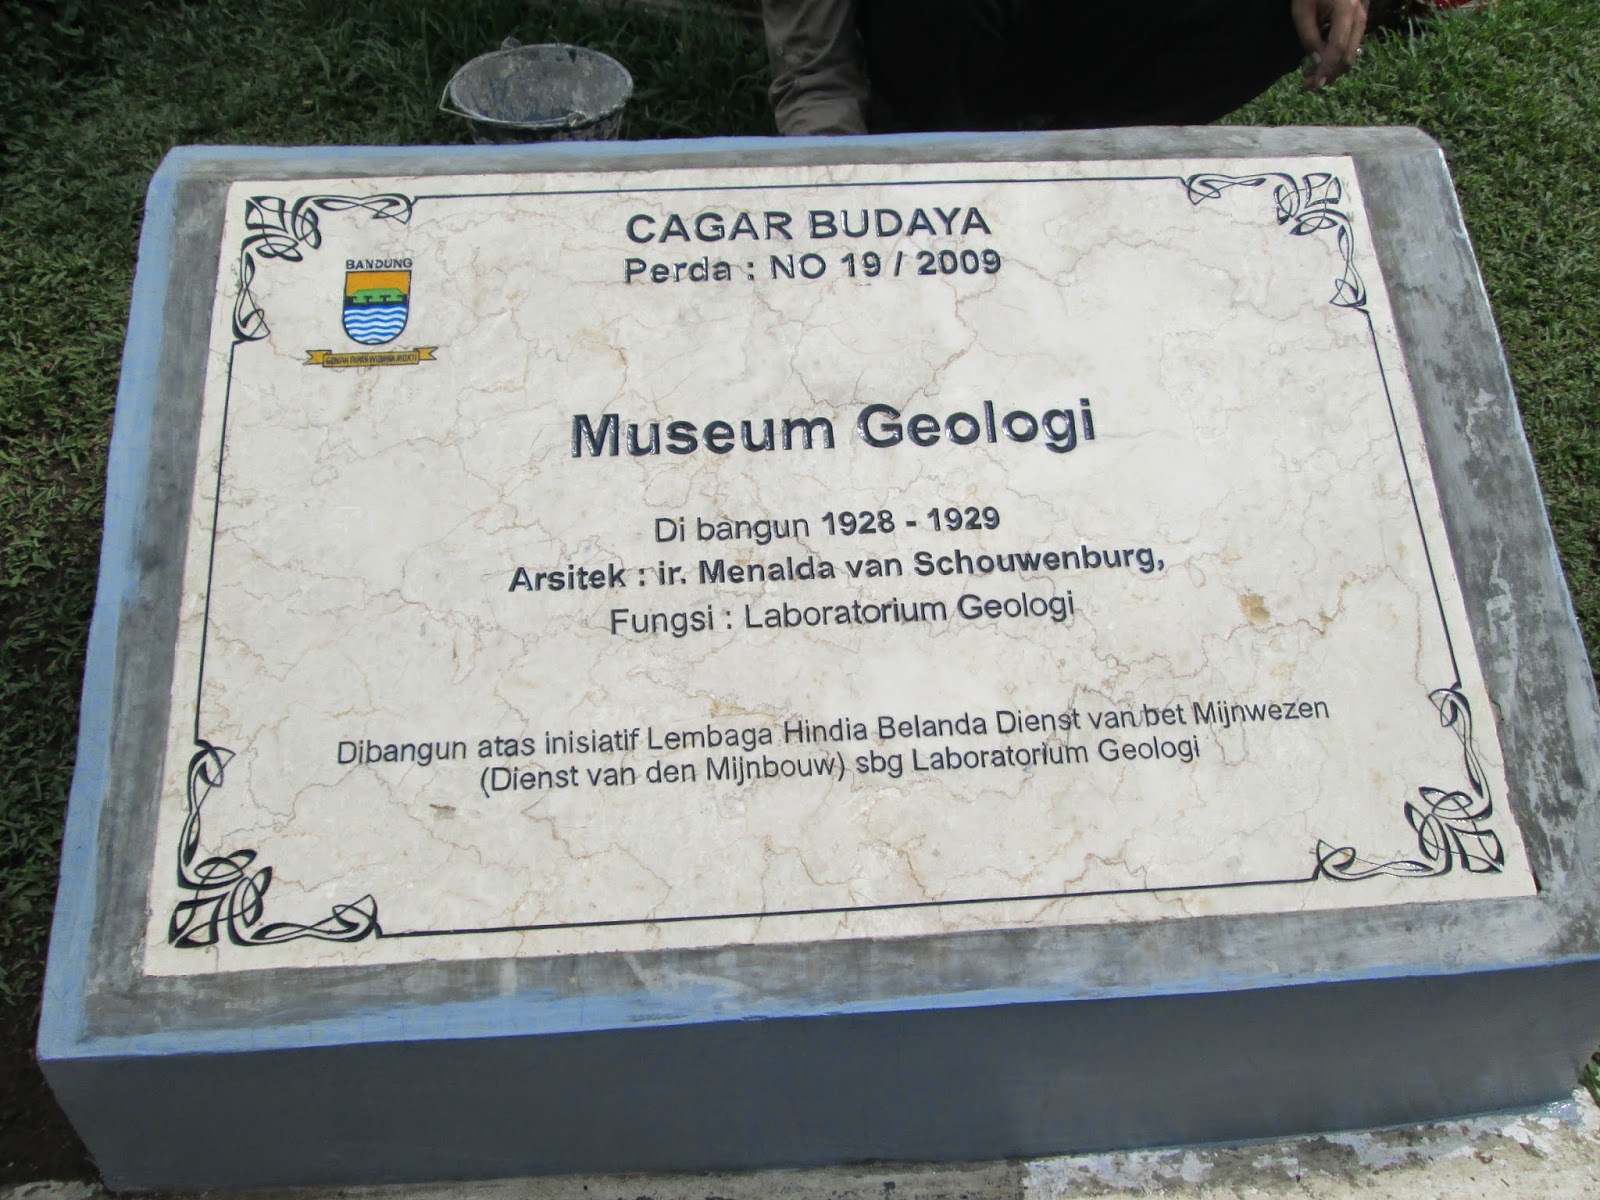 CAGAR BUDAYA
Perda : NO 19 / 2009
BANDUNG
Museum Geologi
Di bangun 1928 - 1929
Arsitek : ir. Menalda van Schouwenburg,
Fungsi : Laboratorium Geologi
Dibangun atas inisiatif Lembaga Hindia Belanda Dienst van bet Mijnwezen
(Dienst van den Mijnbouw) sbg Laboratorium Geologi